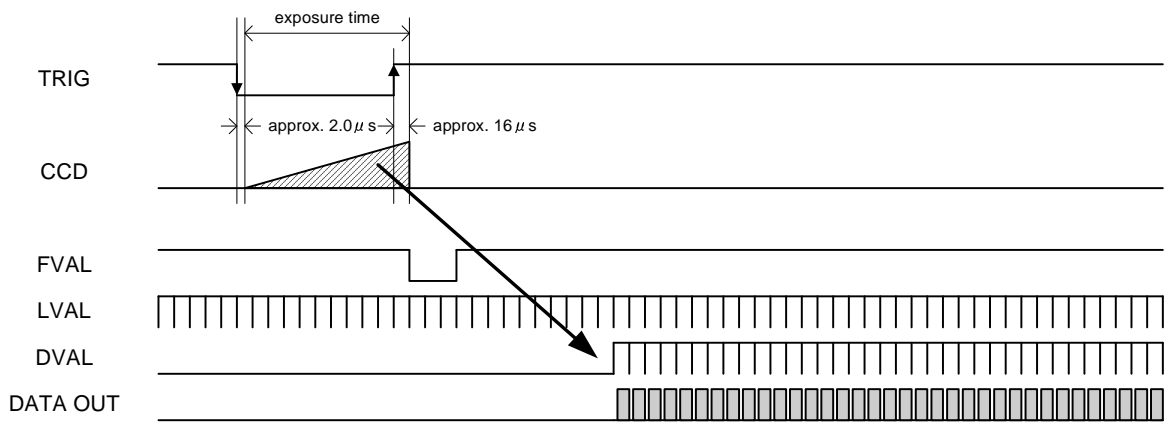 exposure time
TRIG
approx. 2.0μs
approx. 16μs
CCD
FVAL
LVAL
DVAL
DATA OUT